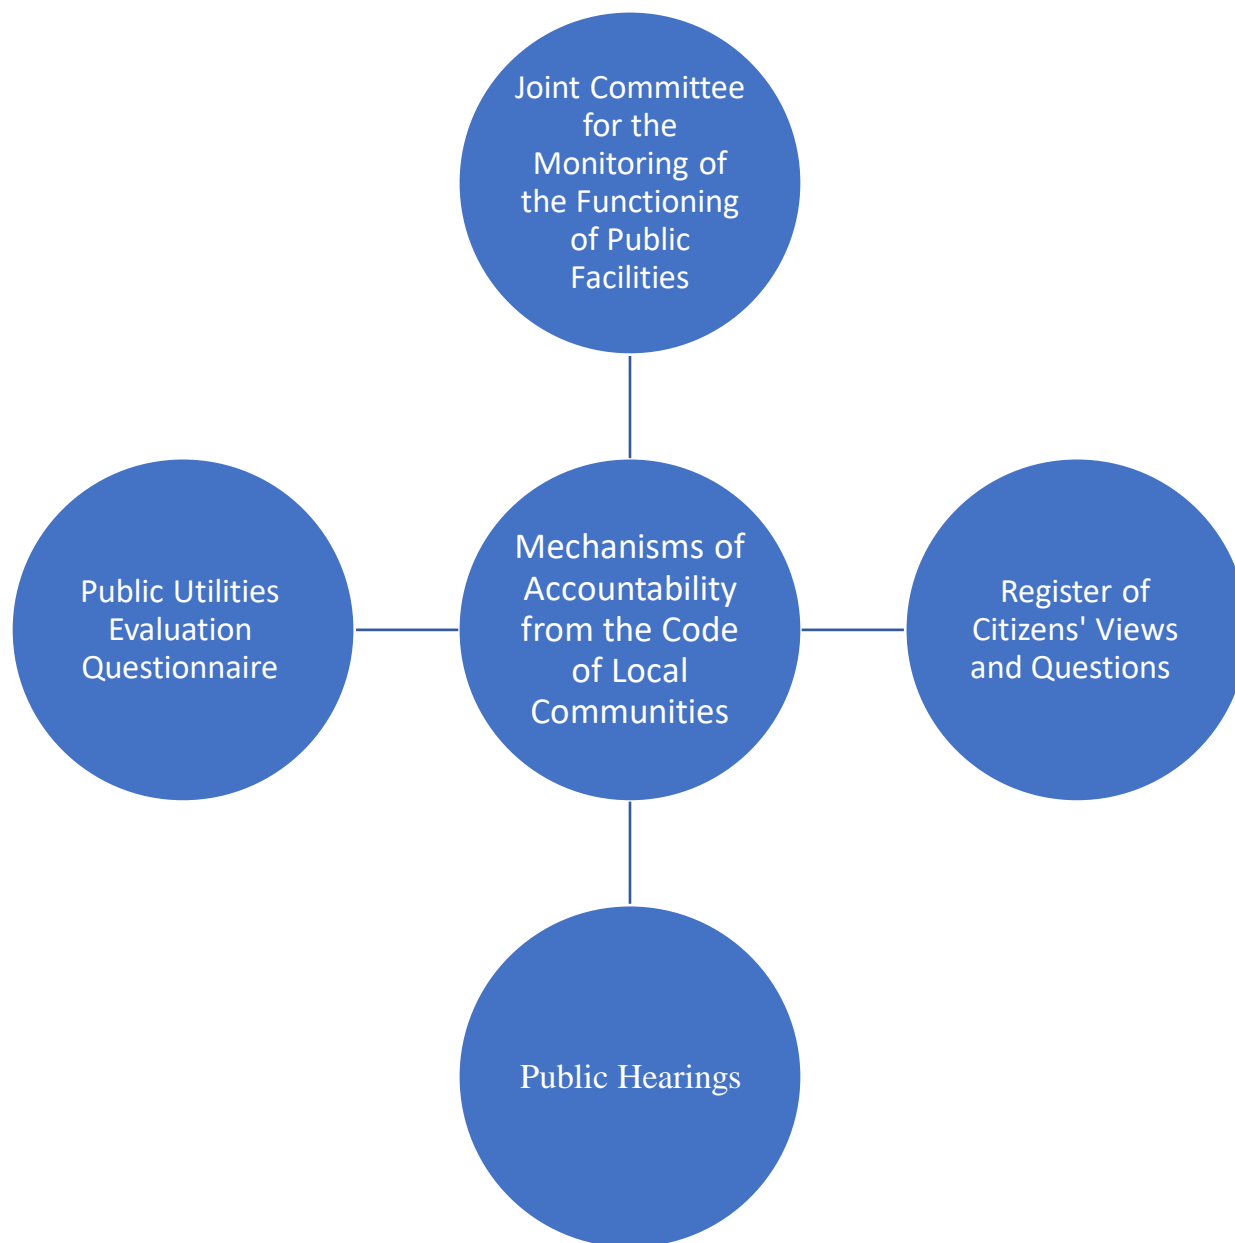 Joint Committee
for the
Monitoring of
the Functioning
of Public
Facilities
Public Utilities
Evaluation
Questionnaire
Mechanisms of
Accountability
from the Code
of Local
Communities
Register of
Citizens' Views
and Questions
Public Hearings